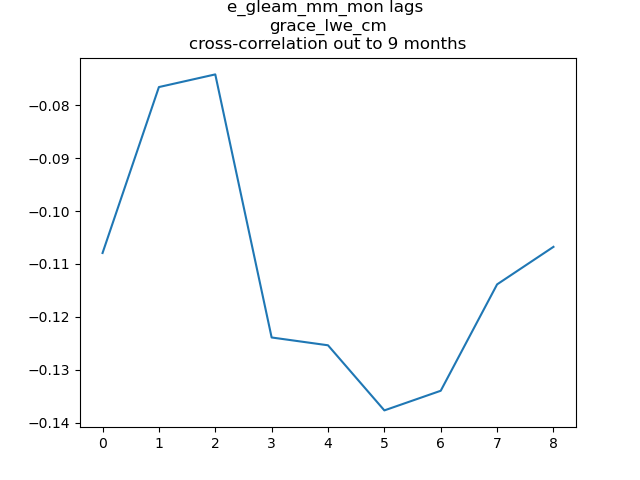 e_gleam_mm_mon lags
grace_lwe_cm
cross-correlation out to 9 months
−0.08
−0.09
−0.10
−0.11
−0.12
−0.13
−0.14
0 1 2 3 4 5 6 7 8